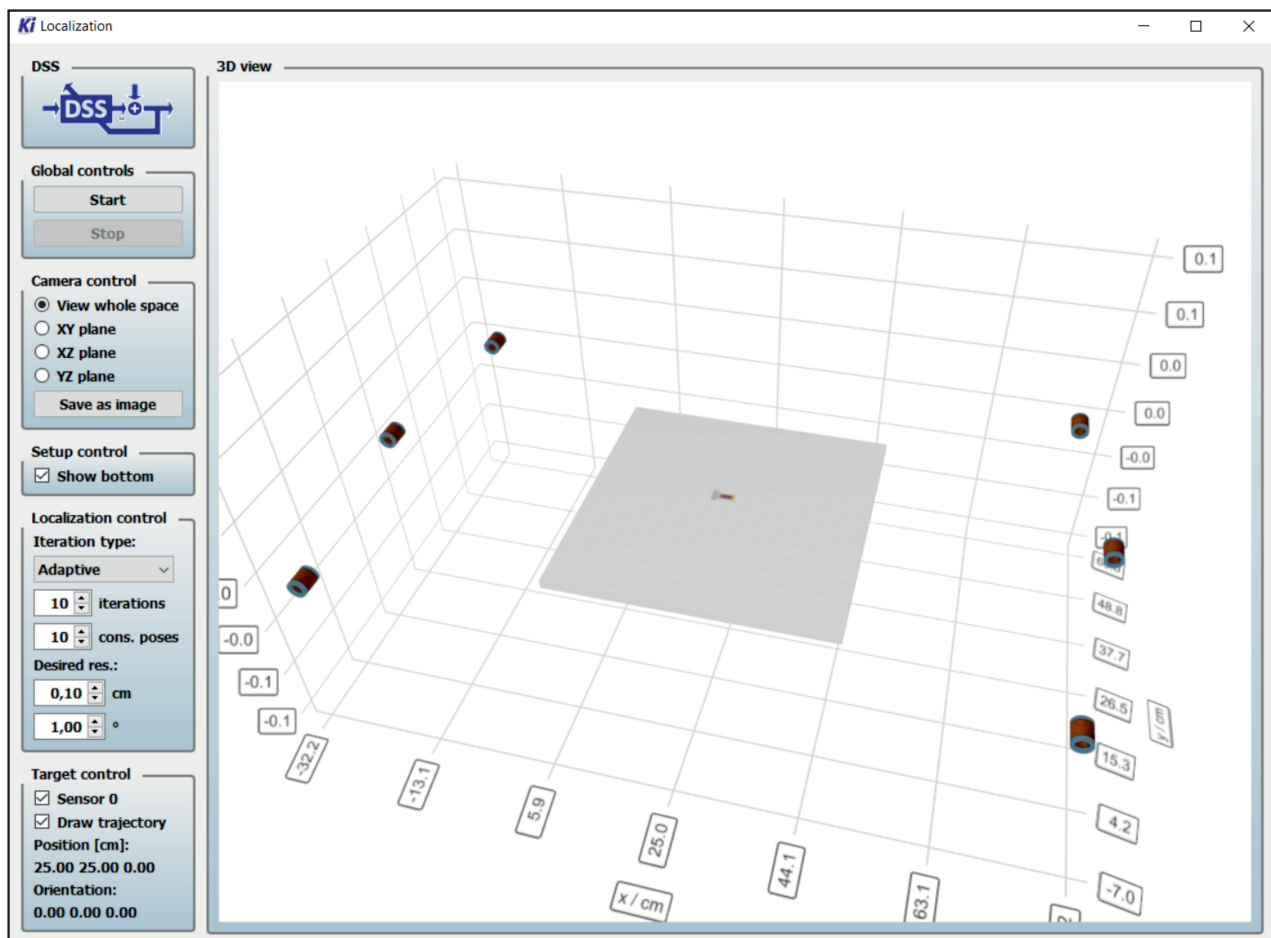 Ki Localization
DSS
DSS
Global controls
Start
Stop
Camera control
View whole space
XY plane
XZ plane
YZ plane
Save as image
Setup control
Show bottom
Localization control
Iteration type:
Adaptive
10 iterations
10 cons. poses
Desired res.:
0,10 cm
1,00 °
Target control
Sensor 0
Draw trajectory
Position [cm]:
25.00 25.00 0.00
Orientation:
0.00 0.00 0.00
3D view
0.1
0.1
0.0
0.0
-0.0
-0.1
-0.1
48.8
37.7
26.5
15.3
4.2
-7.0
y / cm
-0.0
-0.1
-0.1
-32.2
-13.1
5.9
25.0
44.1
63.1
x / cm